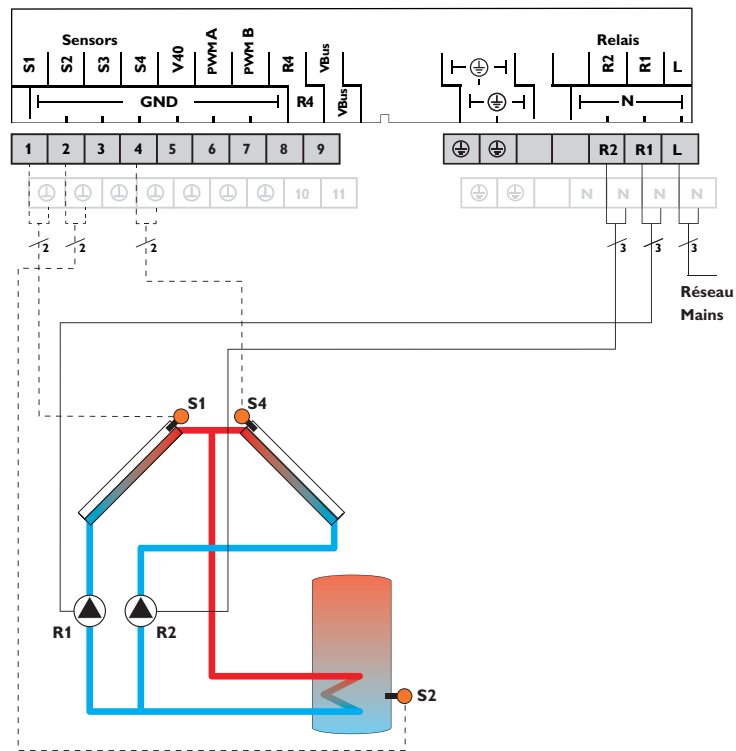 Sensors
Relais
S1 S2 S3 S4 V40 PWM A PWM B R4 VBus
R2 R1 L
GND
R4
VBus
N
1 2 3 4 5 6 7 8 9
R2 R1 L
10 11
N N N N
2 2 2
3 3 3
Réseau
Mains
S1
S4
R1
R2
S2